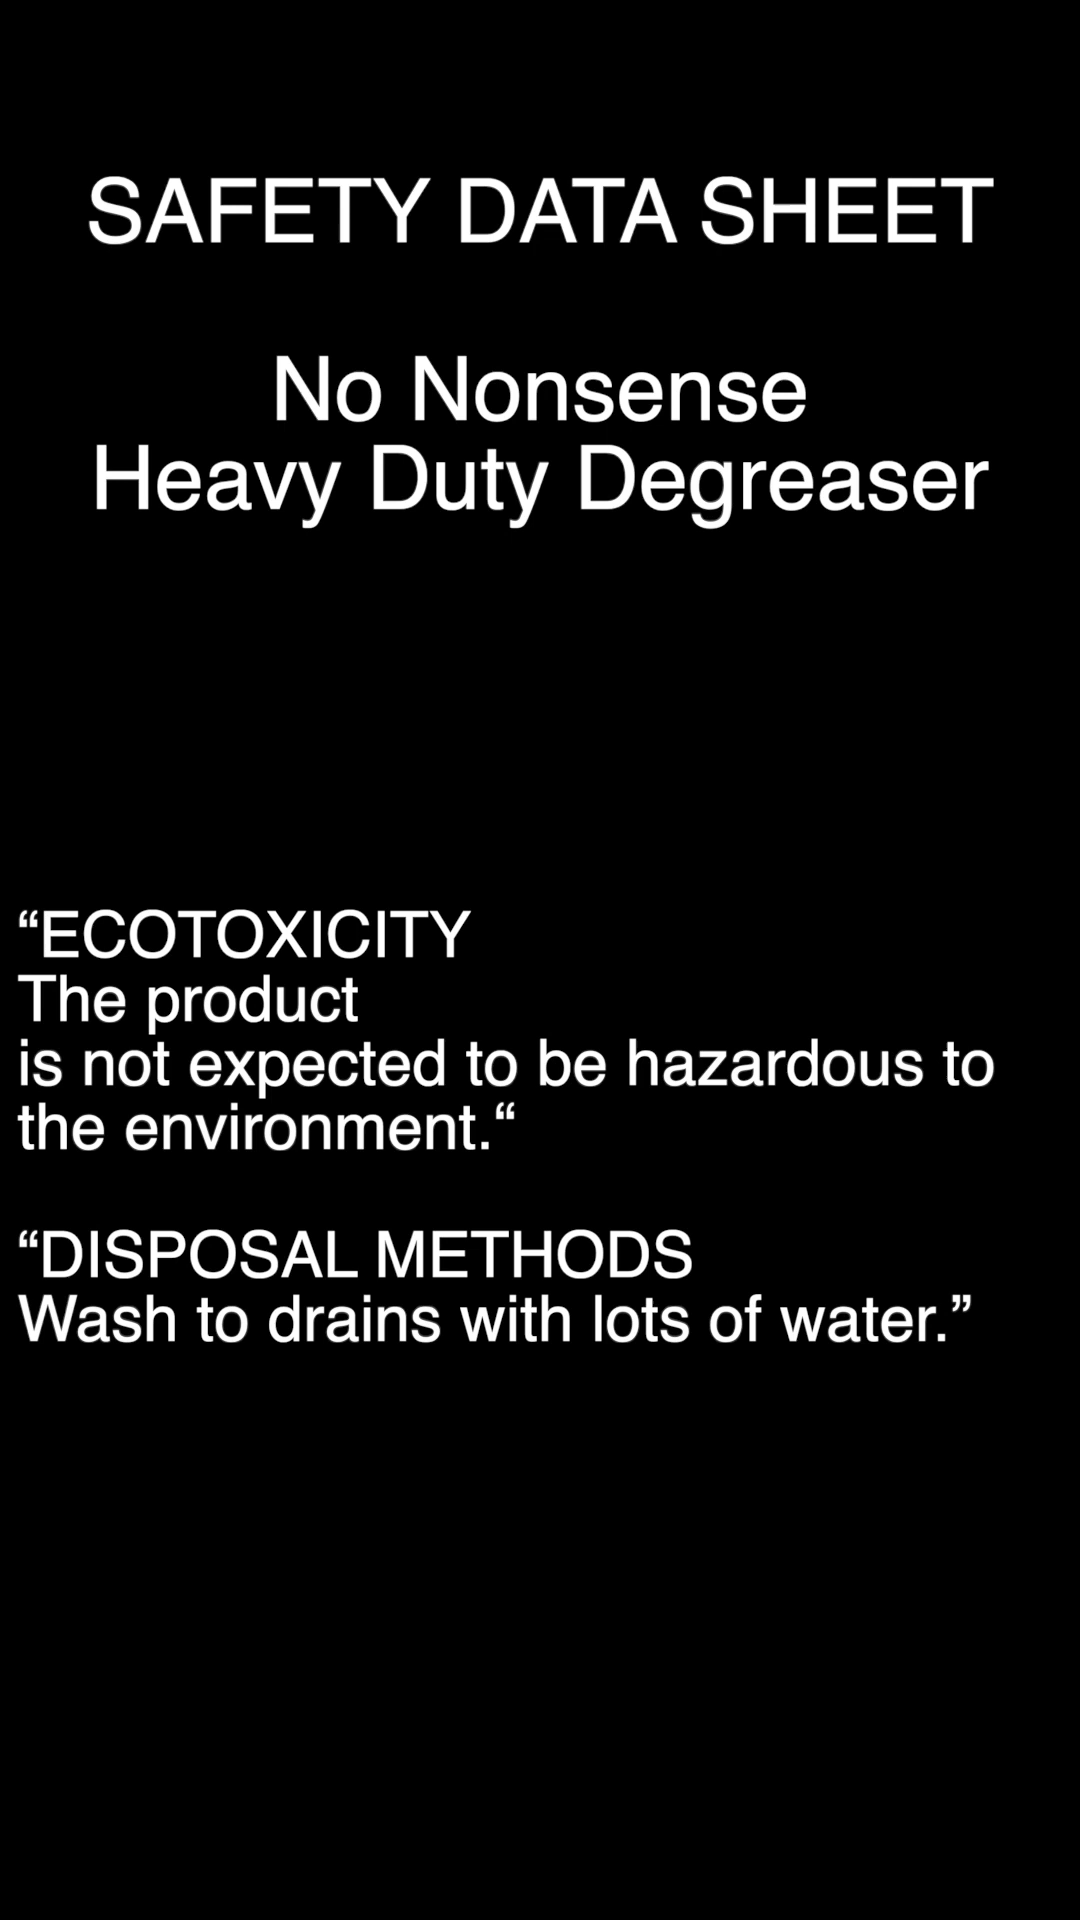 SAFETY DATA SHEET
No Nonsense
Heavy Duty Degreaser
“ECOTOXICITY
The product
is not expected to be hazardous to
the environment.“
“DISPOSAL METHODS
Wash to drains with lots of water.”